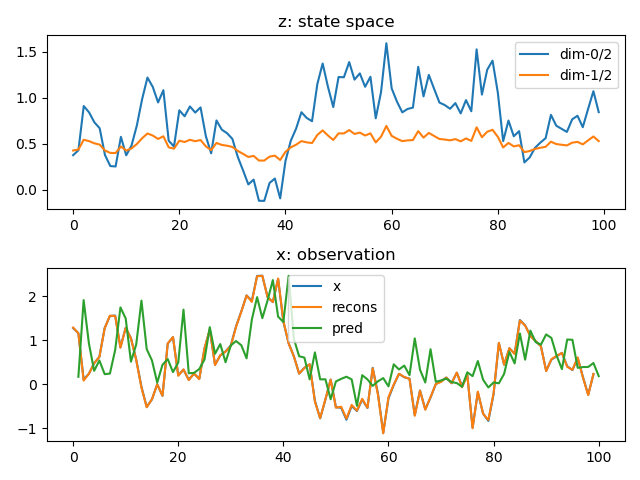 z: state space
1.5
1.0
0.5
0.0
dim-0/2
dim-1/2
0 20 40 60 80 100
x: observation
2
1
0
−1
x
recons
pred
0 20 40 60 80 100